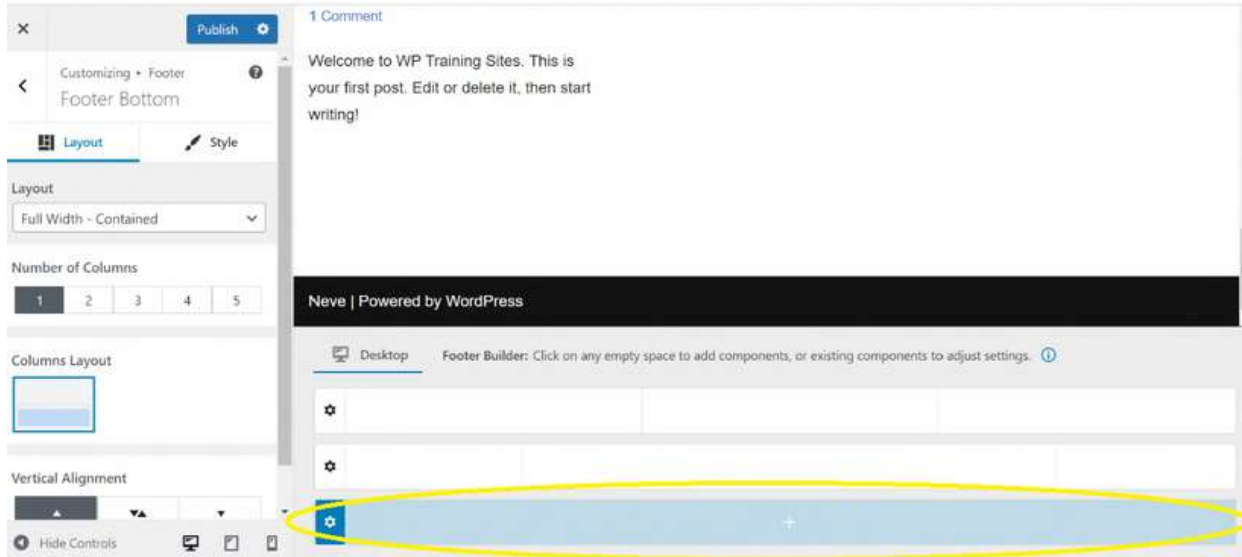 Publish
Customizing • Footer
Footer Bottom
Layout
Style
Layout
Full Width - Contained
Number of Columns
1 2 3 4 5
Columns Layout
Vertical Alignment
Hide Controls
1 Comment
Welcome to WP Training Sites. This is
your first post. Edit or delete it, then start
writing!
Neve | Powered by WordPress
Desktop
Footer Builder: Click on any empty space to add components, or existing components to adjust settings.